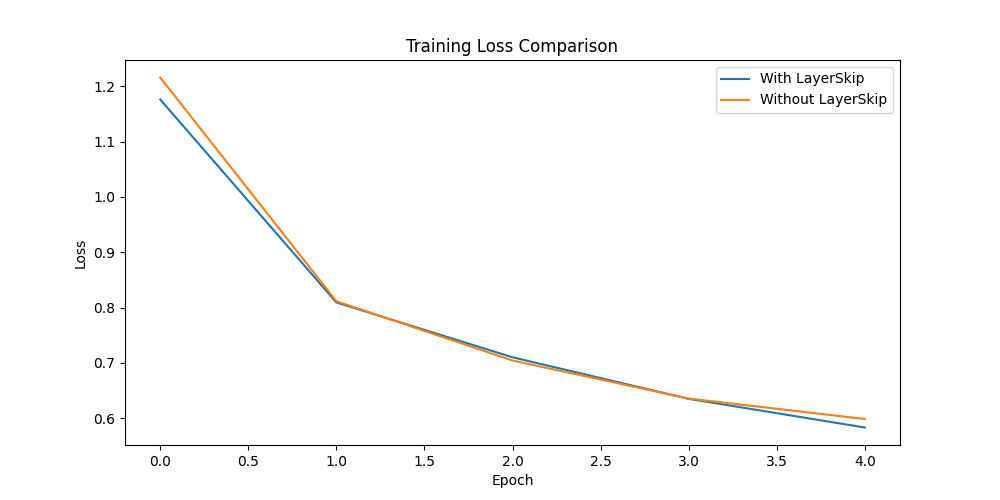 Training Loss Comparison
With LayerSkip
Without LayerSkip
1.2
1.1
1.0
0.9
0.8
0.7
0.6
Loss
0.0 0.5 1.0 1.5 2.0 2.5 3.0 3.5 4.0
Epoch